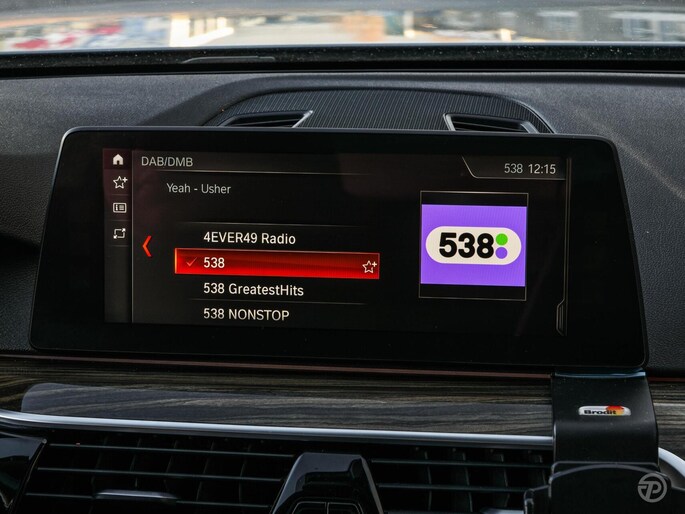 DAB/DMB
538 12:15
Yeah - Usher
4EVER49 Radio
538
538 GreatestHits
538 NONSTOP
538
Brodit